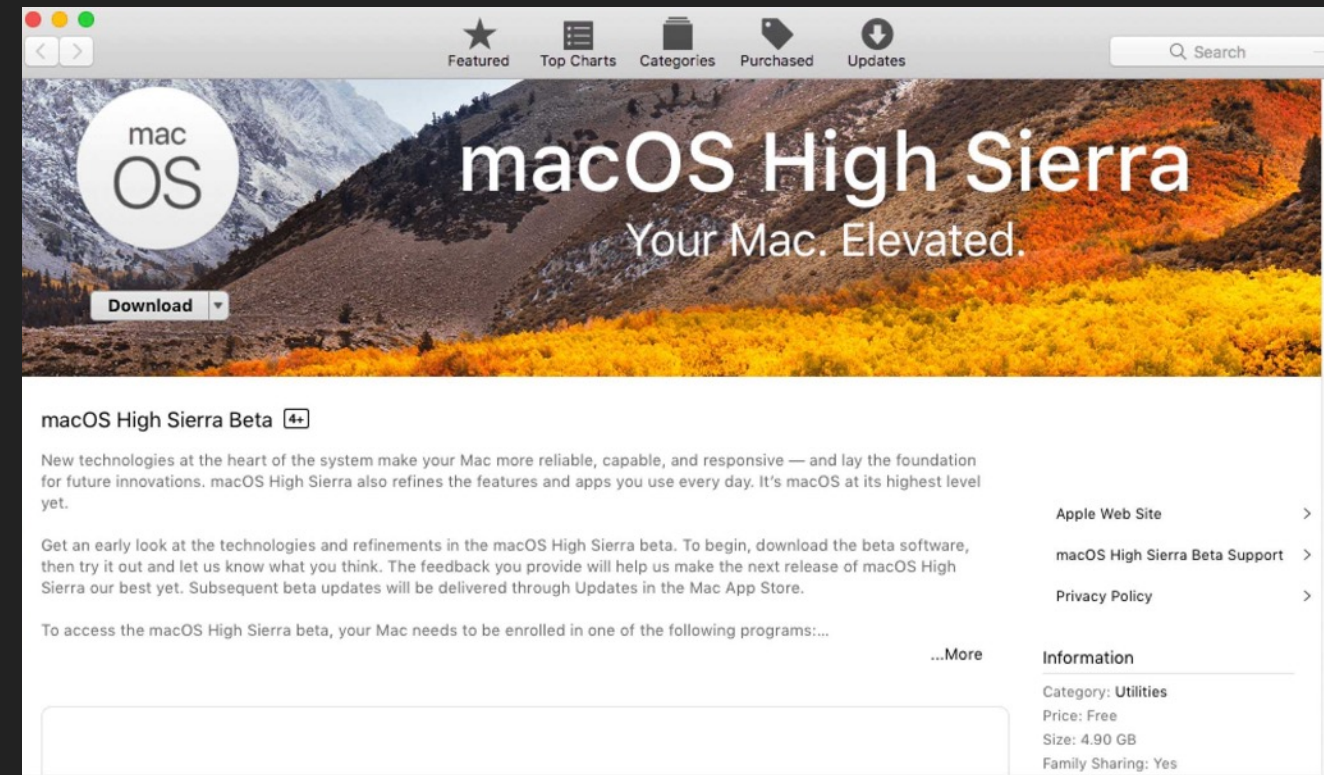 Featured Top Charts Categories Purchased Updates
Search
mac
OS
macOS High Sierra
Your Mac. Elevated.
Download
macOS High Sierra Beta 4+
New technologies at the heart of the system make your Mac more reliable, capable, and responsive — and lay the foundation
for future innovations. macOS High Sierra also refines the features and apps you use every day. It's macOS at its highest level
yet.
Get an early look at the technologies and refinements in the macOS High Sierra beta. To begin, download the beta software,
then try it out and let us know what you think. The feedback you provide will help us make the next release of macOS High
Sierra our best yet. Subsequent beta updates will be delivered through Updates in the Mac App Store.
To access the macOS High Sierra beta, your Mac needs to be enrolled in one of the following programs:...
...More
Apple Web Site
macOS High Sierra Beta Support
Privacy Policy
Information
Category: Utilities
Price: Free
Size: 4.90 GB
Family Sharing: Yes